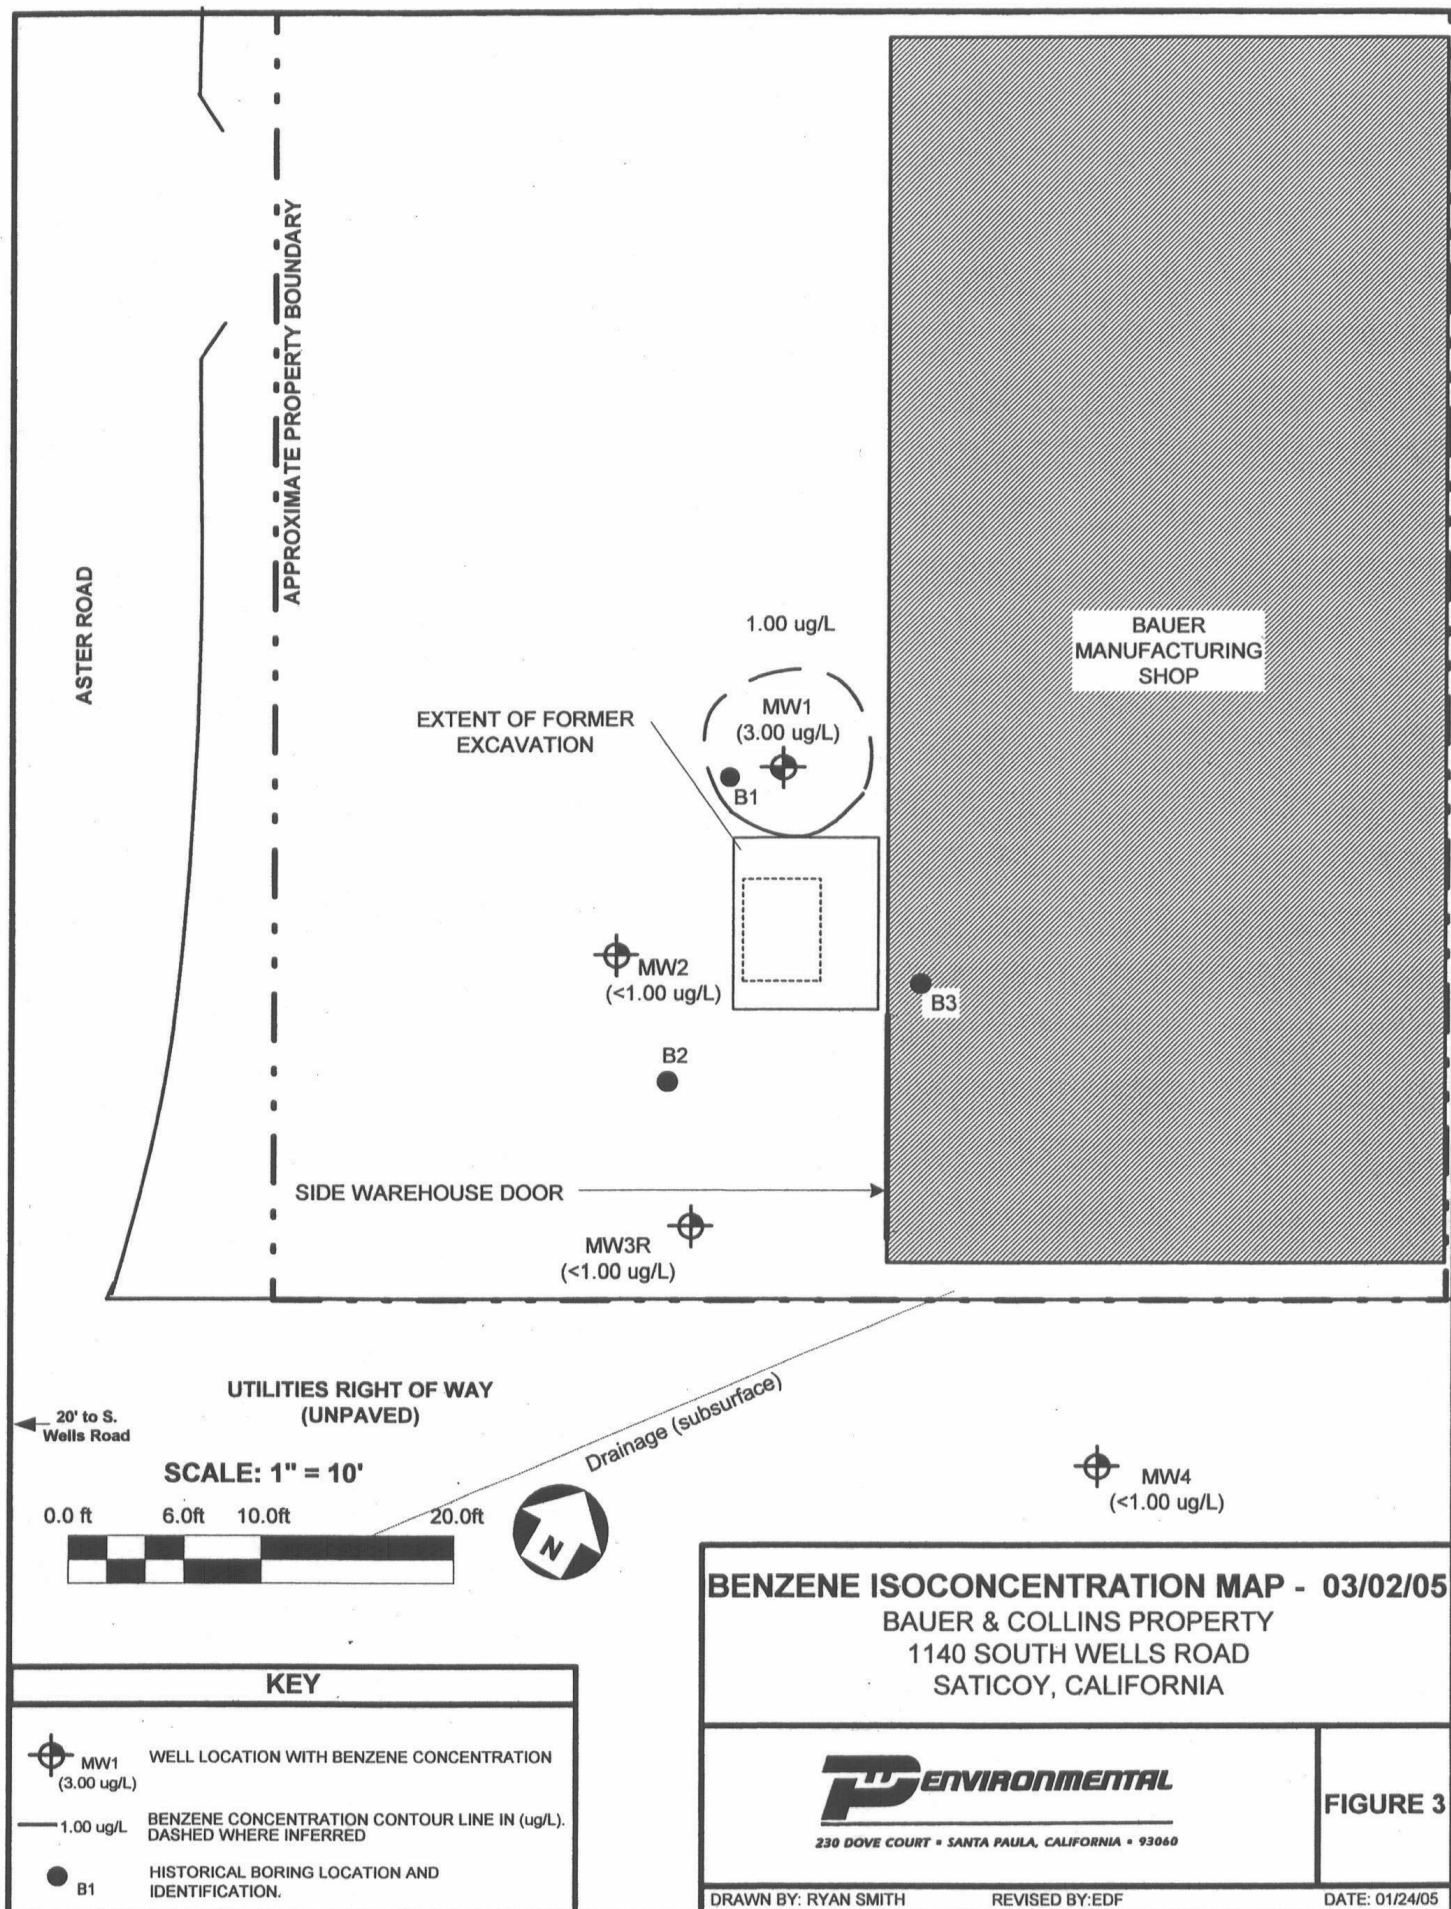 APPROXIMATE PROPERTY BOUNDARY
ASTER ROAD
1.00 ug/L
BAUER
MANUFACTURING
SHOP
EXTENT OF FORMER
EXCAVATION
MW1
(3.00 ug/L)
B1
MW2
(<1.00 ug/L)
B3
B2
SIDE WAREHOUSE DOOR
MW3R
(<1.00 ug/L)
UTILITIES RIGHT OF WAY
(UNPAVED)
20' to S.
Wells Road
Drainage (subsurface)
SCALE: 1" = 10'
0.0 ft 6.0ft 10.0ft 20.0ft
N
MW4
(<1.00 ug/L)
BENZENE ISOCONCENTRATION MAP - 03/02/05
BAUER & COLLINS PROPERTY
1140 SOUTH WELLS ROAD
SATICOY, CALIFORNIA
KEY
MW1
(3.00 ug/L)
WELL LOCATION WITH BENZENE CONCENTRATION
1.00 ug/L
BENZENE CONCENTRATION CONTOUR LINE IN (ug/L).
DASHED WHERE INFERRED
B1
HISTORICAL BORING LOCATION AND
IDENTIFICATION.
PW ENVIRONMENTAL
230 DOVE COURT ▪ SANTA PAULA, CALIFORNIA ▪ 93060
FIGURE 3
DRAWN BY: RYAN SMITH REVISED BY:EDF DATE: 01/24/05